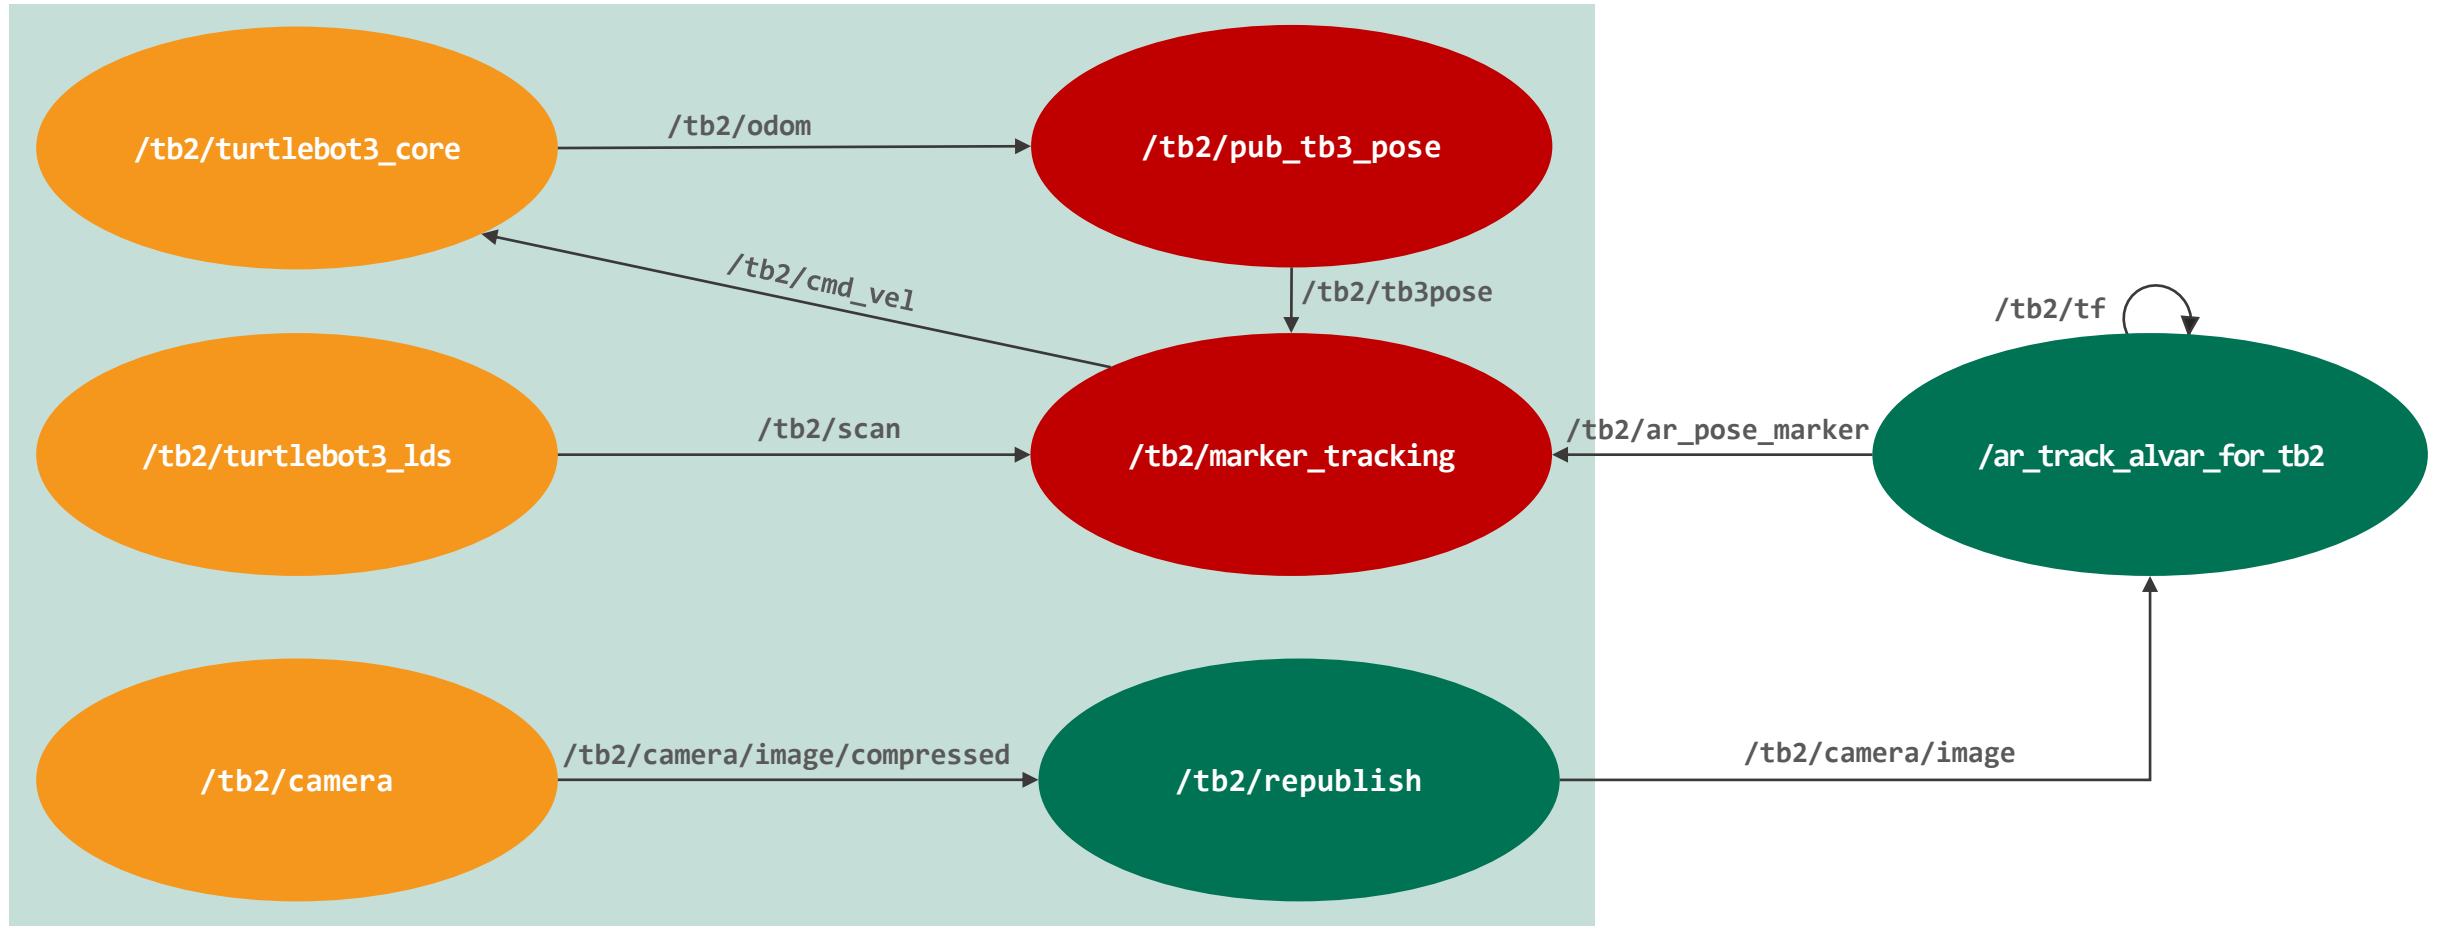 /tb2/turtlebot3_core
/tb2/odom
/tb2/pub_tb3_pose
/tb2/cmd_vel
/tb2/tb3pose
/tb2/tf
/tb2/turtlebot3_lds
/tb2/scan
/tb2/marker_tracking
/tb2/ar_pose_marker
/ar_track_alvar_for_tb2
/tb2/camera
/tb2/camera/image/compressed
/tb2/republish
/tb2/camera/image